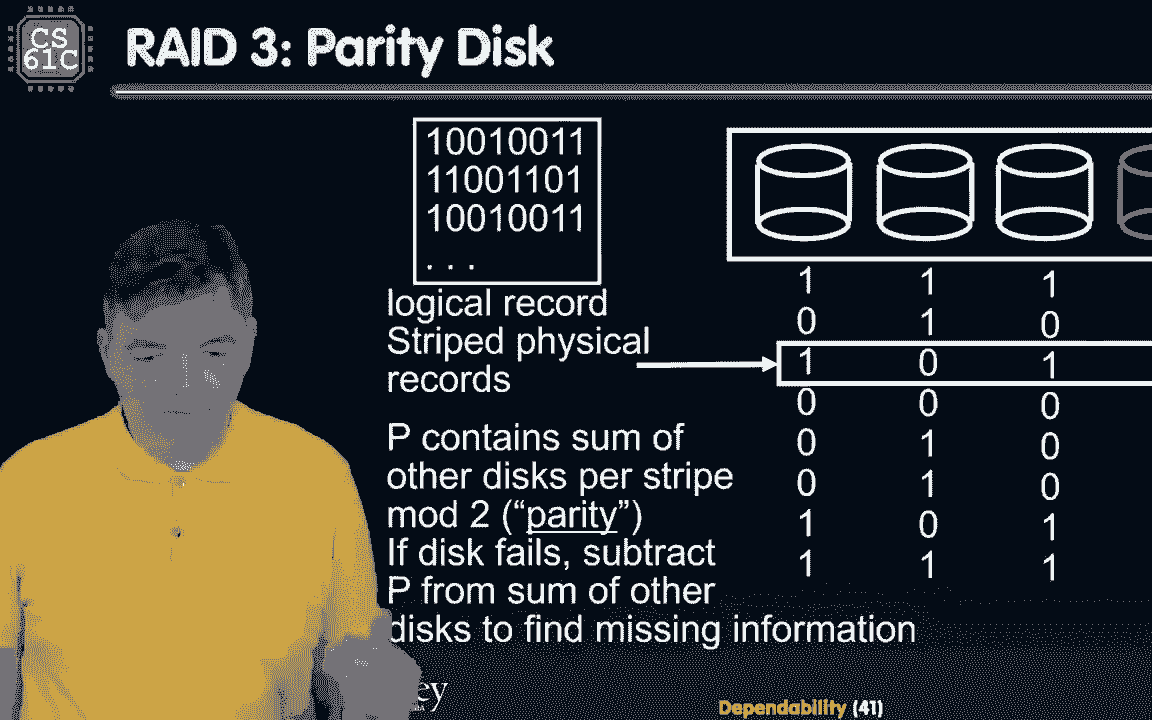 CS
61C
RAID 3: Parity Disk
10010011
11001101
10010011
. . .
logical record
Striped physical
records
P contains sum of
other disks per stripe
mod 2 (“parity”)
If disk fails, subtract
P from sum of other
disks to find missing information
1 1 1
0 1 0
1 0 1
0 0 0
0 1 0
0 1 0
1 0 1
1 1 1
Dependability (41)